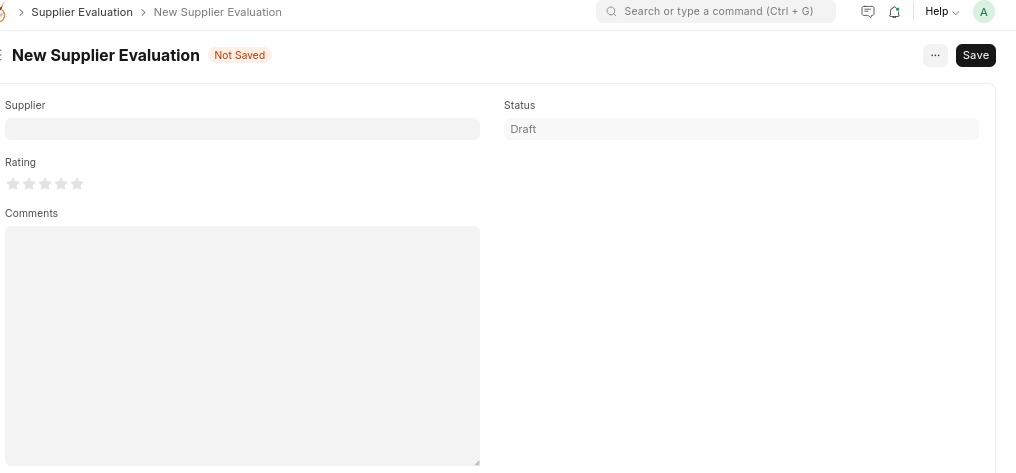 Supplier Evaluation
New Supplier Evaluation
Search or type a command (Ctrl + G)
Help
A
New Supplier Evaluation
Not Saved
...
Save
Supplier
Status
Draft
Rating
Comments